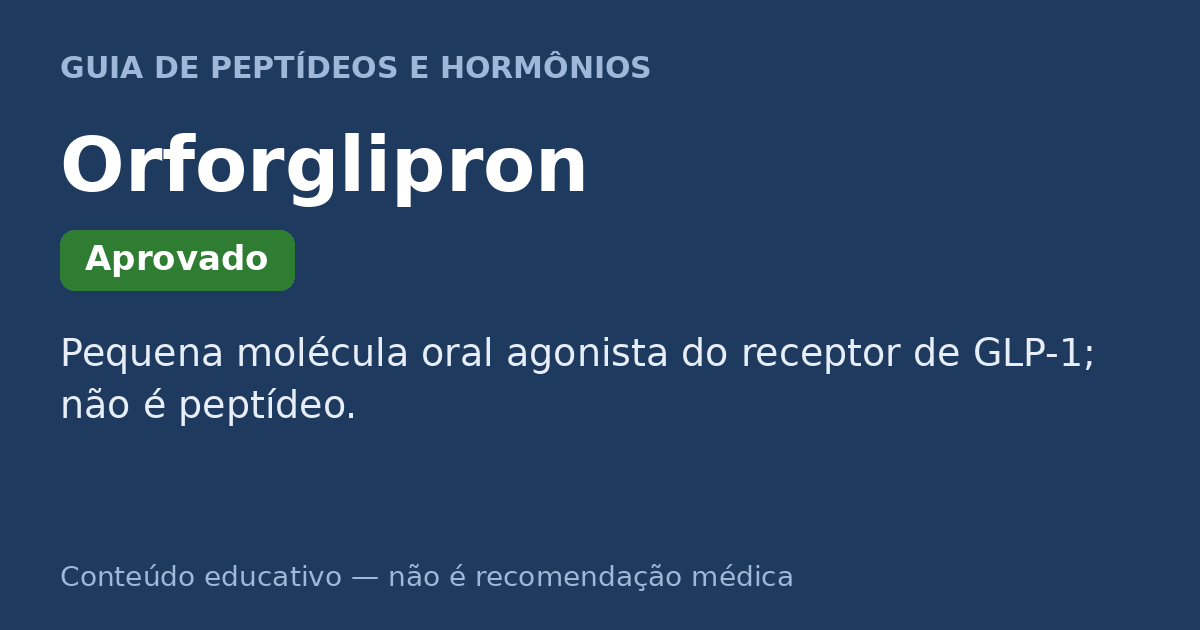 GUIA DE PEPTÍDEOS E HORMÔNIOS
Orforglipron
Aprovado
Pequena molécula oral agonista do receptor de GLP-1;
não é peptídeo.
Conteúdo educativo — não é recomendação médica